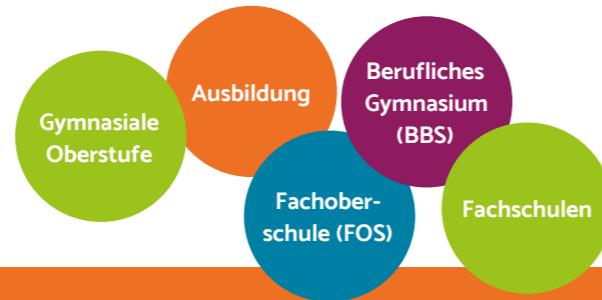 Gymnasiale
Oberstufe
Ausbildung
Berufliches
Gymnasium
(BBS)
Fachober-
schule (FOS)
Fachschulen